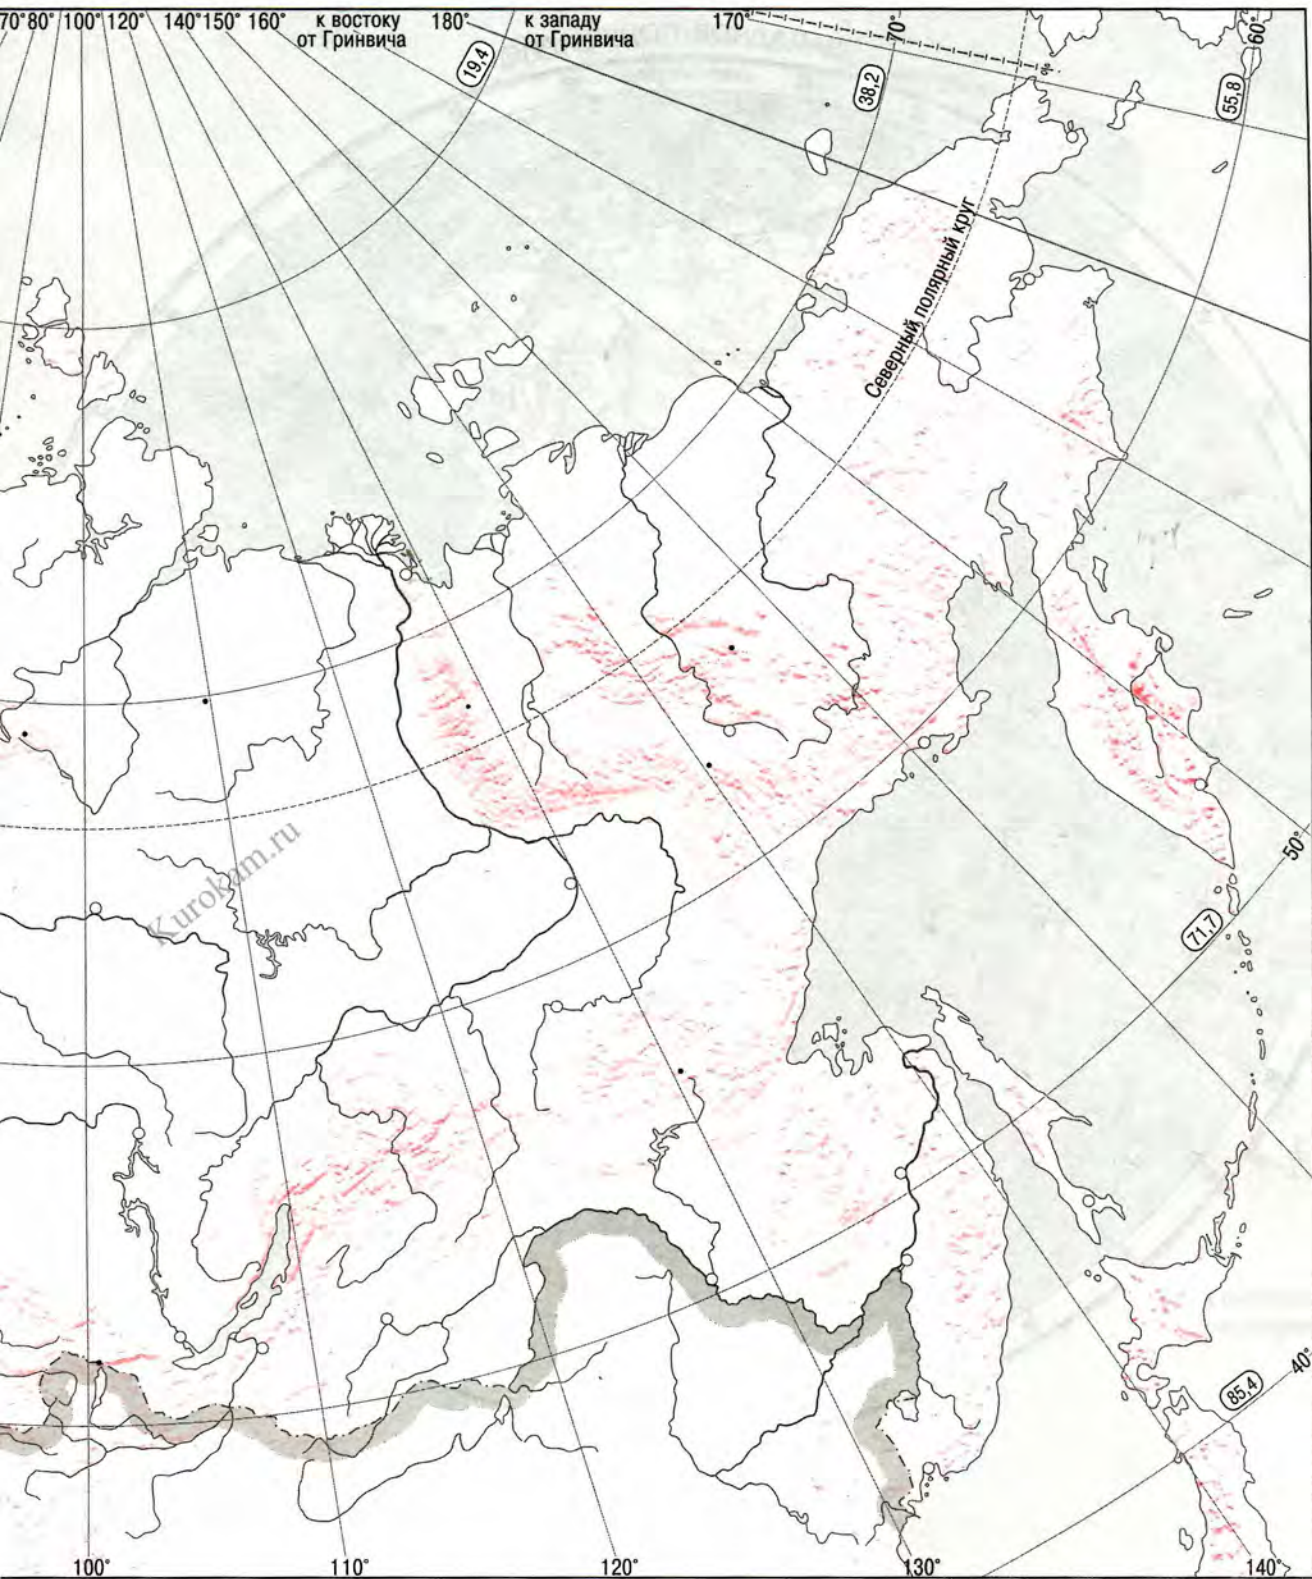 70° 80° 100° 120° 140° 150° 160° к востоку 180° к западу 170°
от Гринвича от Гринвича
19,4
38,2
70°
55,8
60°
Северный полярный круг
Kurokam.ru
50°
71,7
40°
85,4
100° 110° 120° 130° 140°